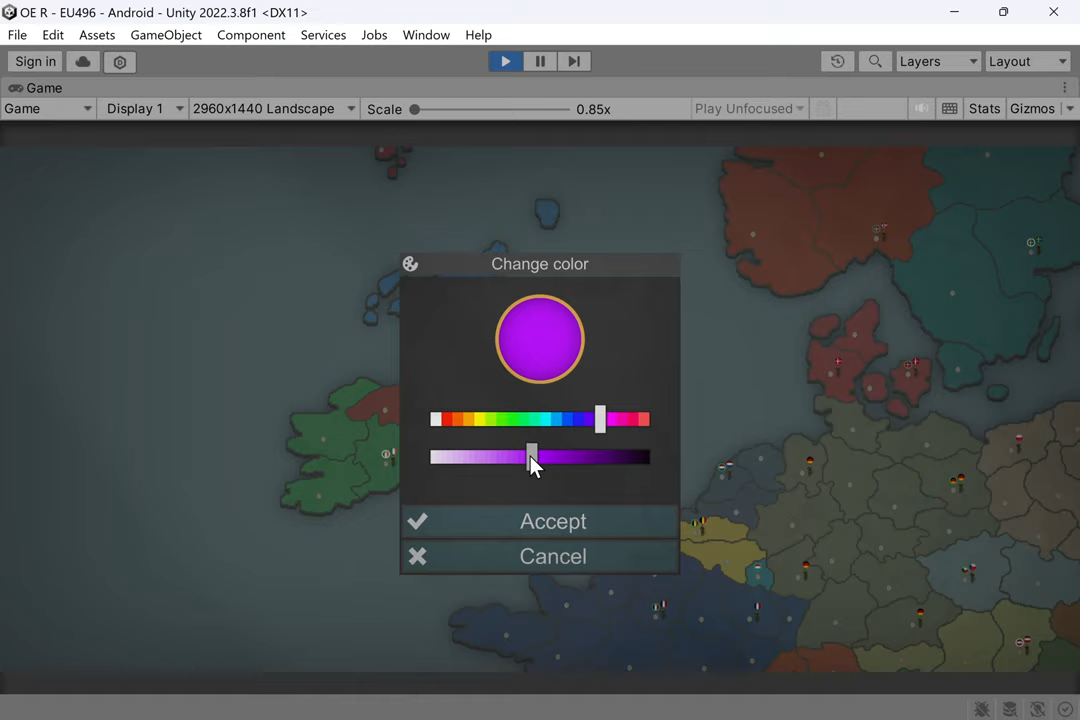 OE R - EU496 - Android - Unity 2022.3.8f1 <DX11>
File Edit Assets GameObject Component Services Jobs Window Help
Sign in Layers Layout
Game
Game Display 1 2960x1440 Landscape Scale 0.85x Play Unfocused Stats Gizmos
Change color
Accept
Cancel